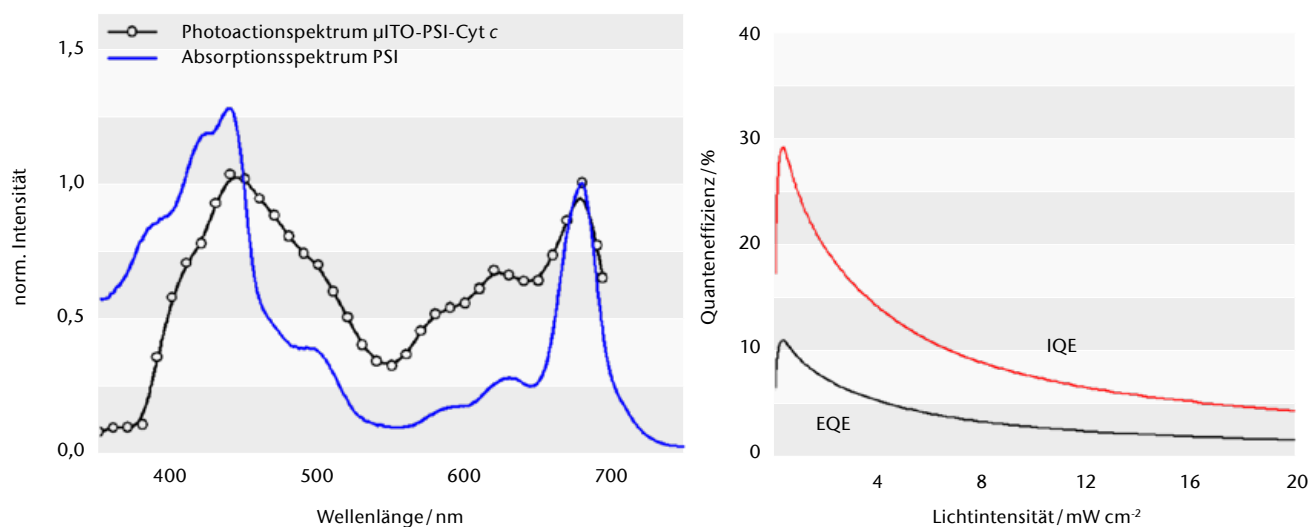 Photoactionspektrum µITO-PSI-Cyt c
Absorptionsspektrum PSI
norm. Intensität
1,5
1,0
0,5
0,0
400 500 600 700
Wellenlänge/nm
Quanteneffizienz/%
40
30
20
10
0
IQE
EQE
4 8 12 16 20
Lichtintensität/mW cm-2